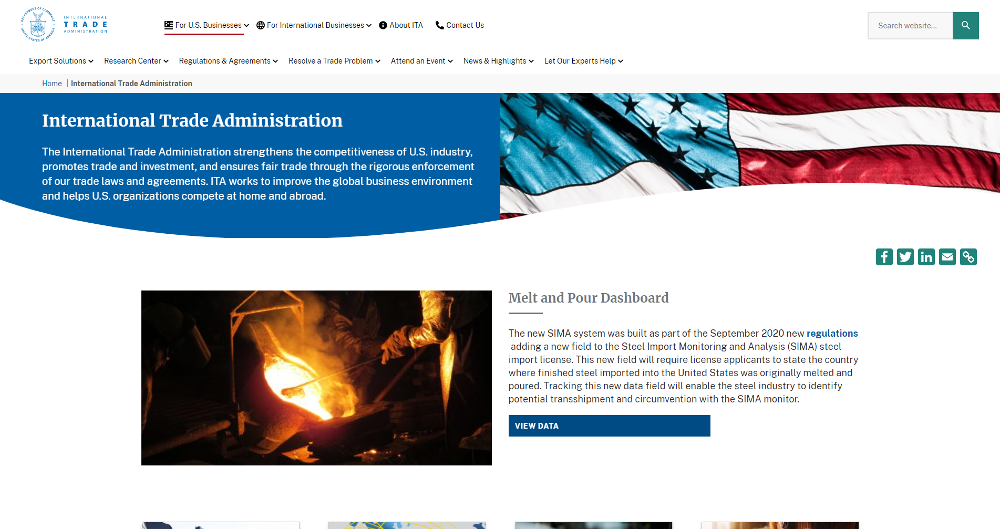 DEPARTMENT OF COMMERCE
UNITED STATES OF AMERICA
INTERNATIONAL
TRADE
ADMINISTRATION
For U.S. Businesses
For International Businesses
About ITA
Contact Us
Search website...
Export Solutions
Research Center
Regulations & Agreements
Resolve a Trade Problem
Attend an Event
News & Highlights
Let Our Experts Help
Home | International Trade Administration
International Trade Administration
The International Trade Administration strengthens the competitiveness of U.S. industry,
promotes trade and investment, and ensures fair trade through the rigorous enforcement
of our trade laws and agreements. ITA works to improve the global business environment
and helps U.S. organizations compete at home and abroad.
Melt and Pour Dashboard
The new SIMA system was built as part of the September 2020 new regulations
adding a new field to the Steel Import Monitoring and Analysis (SIMA) steel
import license. This new field will require license applicants to state the country
where finished steel imported into the United States was originally melted and
poured. Tracking this new data field will enable the steel industry to identify
potential transshipment and circumvention with the SIMA monitor.
VIEW DATA